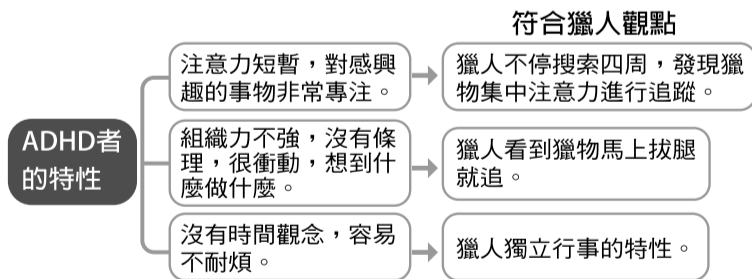 符合獵人觀點
ADHD者
的特性
注意力短暫，對感興
趣的事物非常專注。
獵人不停搜索四周，發現獵
物集中注意力進行追蹤。
組織力不強，沒有條
理，很衝動，想到什
麼做什麼。
獵人看到獵物馬上拔腿
就追。
沒有時間觀念，容易
不耐煩。
獵人獨立行事的特性。